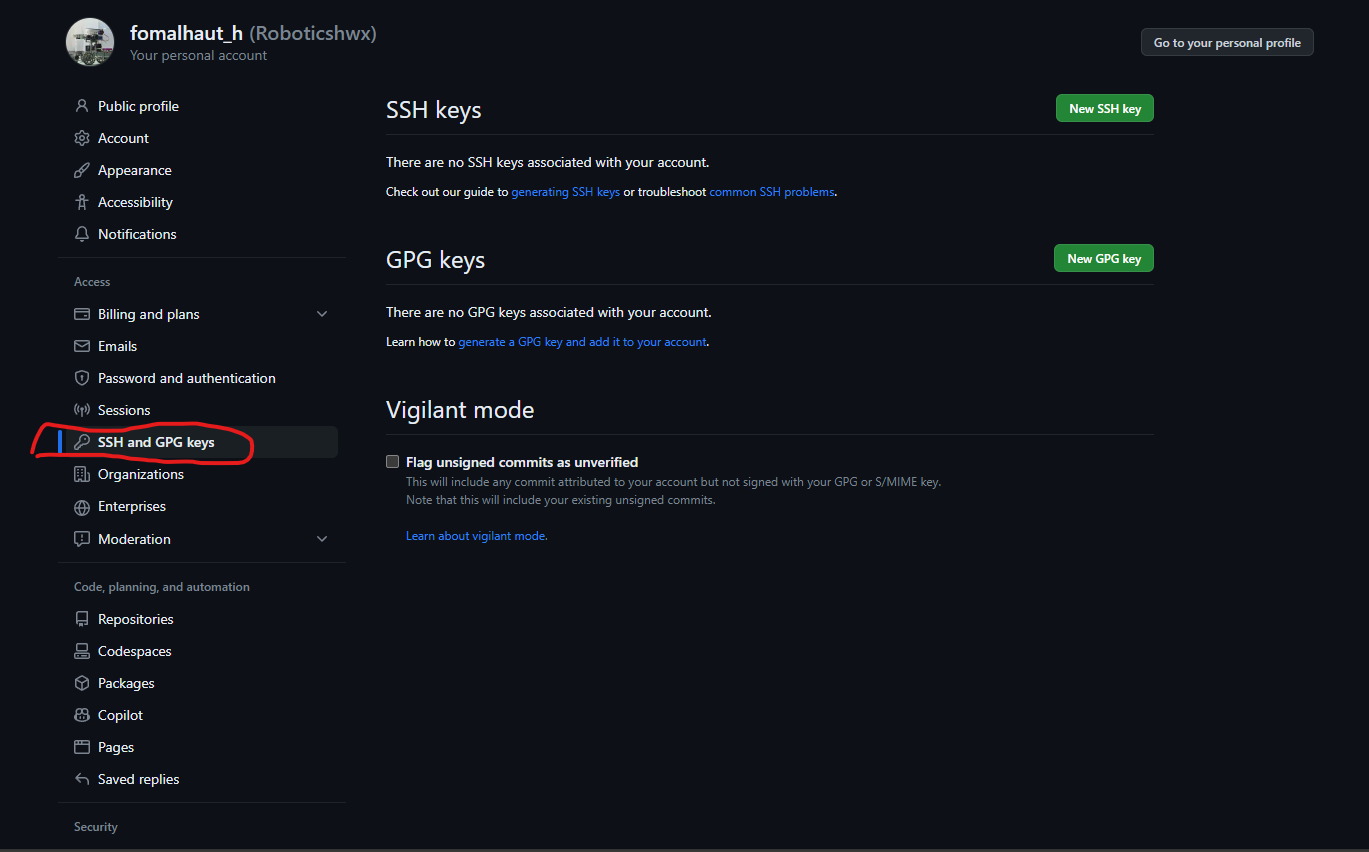 fomalhaut_h (Roboticshwx)
Your personal account
Go to your personal profile
Public profile
Account
Appearance
Accessibility
Notifications
Access
Billing and plans
Emails
Password and authentication
Sessions
SSH and GPG keys
Organizations
Enterprises
Moderation
Code, planning, and automation
Repositories
Codespaces
Packages
Copilot
Pages
Saved replies
Security
SSH keys
New SSH key
There are no SSH keys associated with your account.
Check out our guide to generating SSH keys or troubleshoot common SSH problems.
GPG keys
New GPG key
There are no GPG keys associated with your account.
Learn how to generate a GPG key and add it to your account.
Vigilant mode
Flag unsigned commits as unverified
This will include any commit attributed to your account but not signed with your GPG or S/MIME key.
Note that this will include your existing unsigned commits.
Learn about vigilant mode.